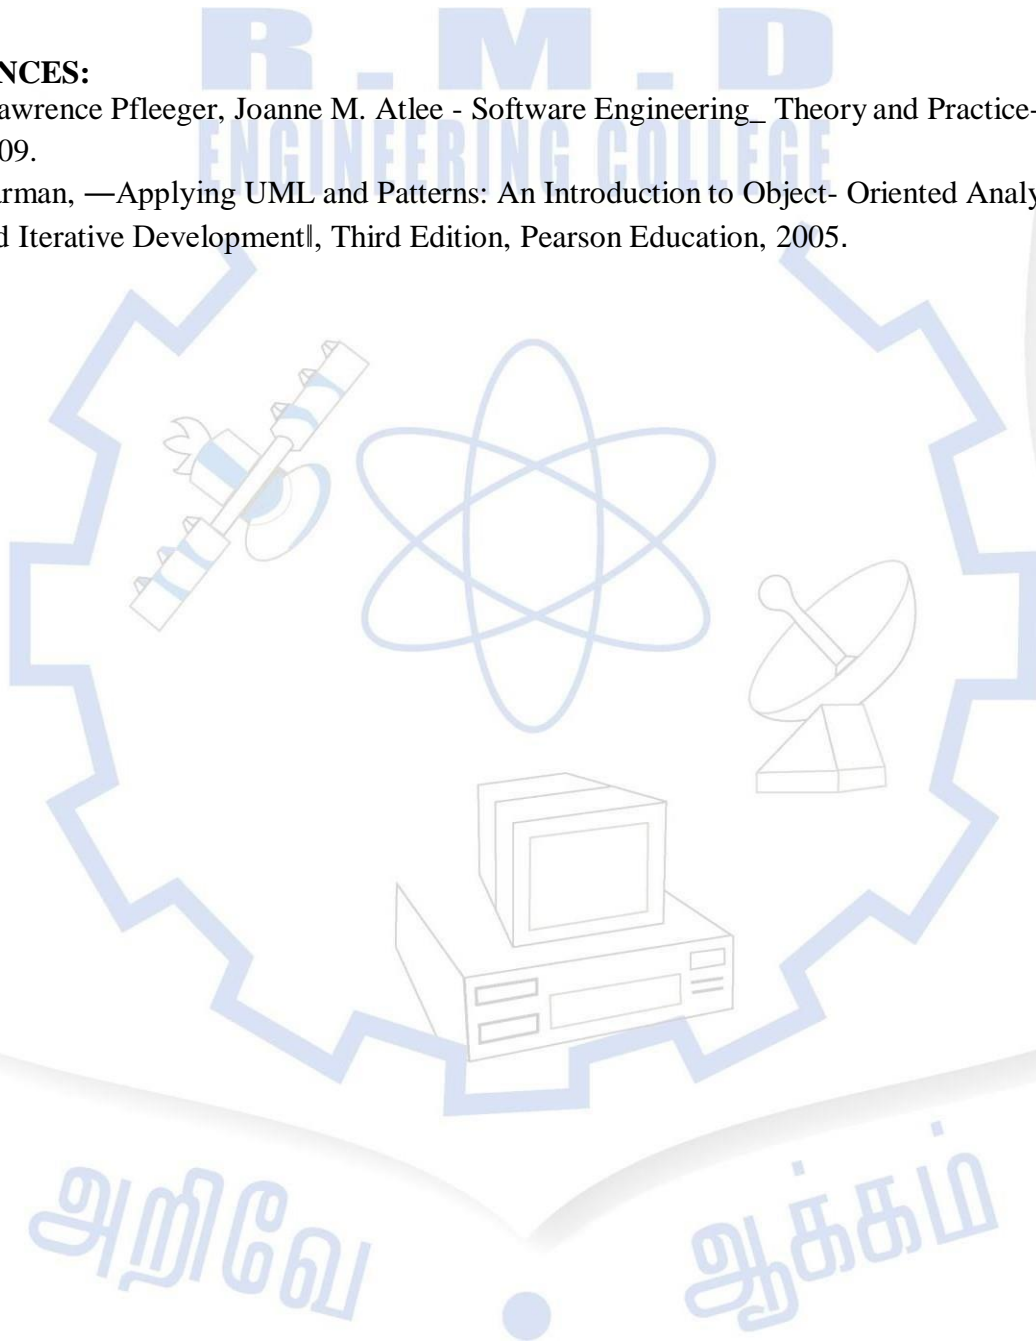 R . M . D
ENGINEERING COLLEGE
NCES:
awrence Pfleeger, Joanne M. Atlee - Software Engineering_ Theory and Practice-
09.
arman, ―Applying UML and Patterns: An Introduction to Object- Oriented Analy
d Iterative Development‖, Third Edition, Pearson Education, 2005.
அறிவே • ஆக்கம்